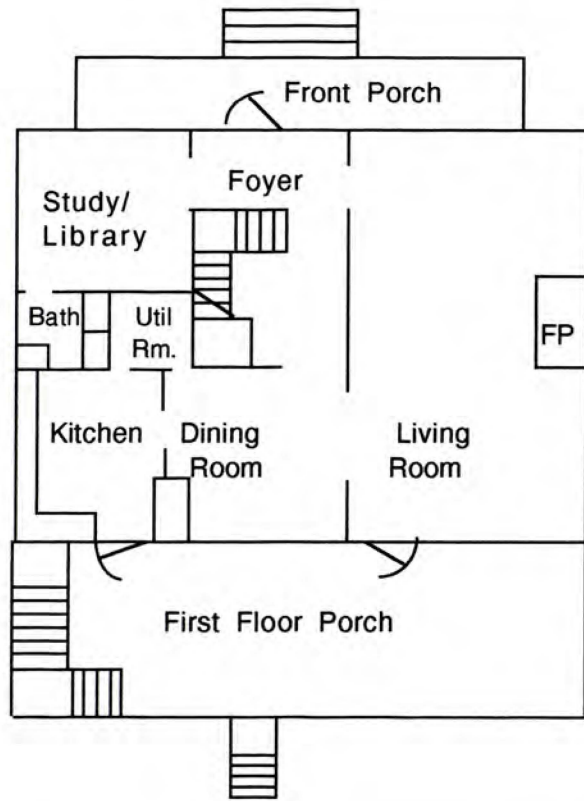 Front Porch
Foyer
Study/
Library
Bath
Util
Rm.
FP
Kitchen
Dining
Room
Living
Room
First Floor Porch